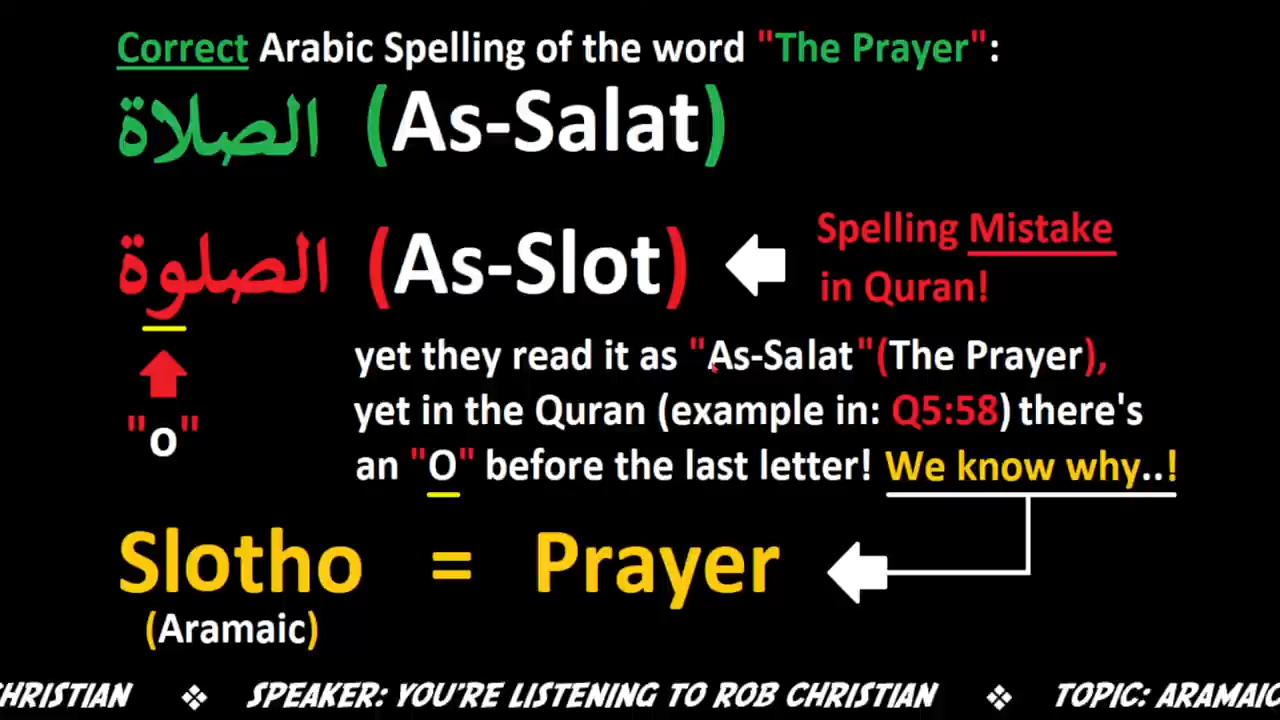 Correct Arabic Spelling of the word "The Prayer":
الصلاة (As-Salat)
الصلوة (As-Slot)
Spelling Mistake
in Quran!
yet they read it as "As-Salat"(The Prayer),
yet in the Quran (example in: Q5:58) there's
"o"
an "O" before the last letter! We know why..!
Slotho = Prayer
(Aramaic)
CHRISTIAN ❖ SPEAKER: YOU'RE LISTENING TO ROB CHRISTIAN ❖ TOPIC: ARAMAIC